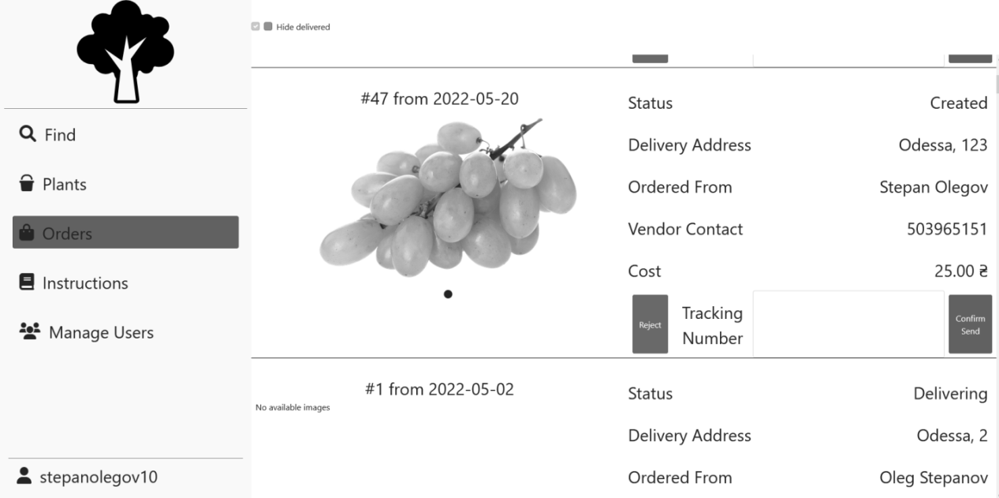 Hide delivered
Find
Plants
Orders
Instructions
Manage Users
stepanolegov10
#47 from 2022-05-20
Status Created
Delivery Address Odessa, 123
Ordered From Stepan Olegov
Vendor Contact 503965151
Cost 25.00 ₴
Reject
Tracking
Number
Confirm
Send
#1 from 2022-05-02
No available images
Status Delivering
Delivery Address Odessa, 2
Ordered From Oleg Stepanov